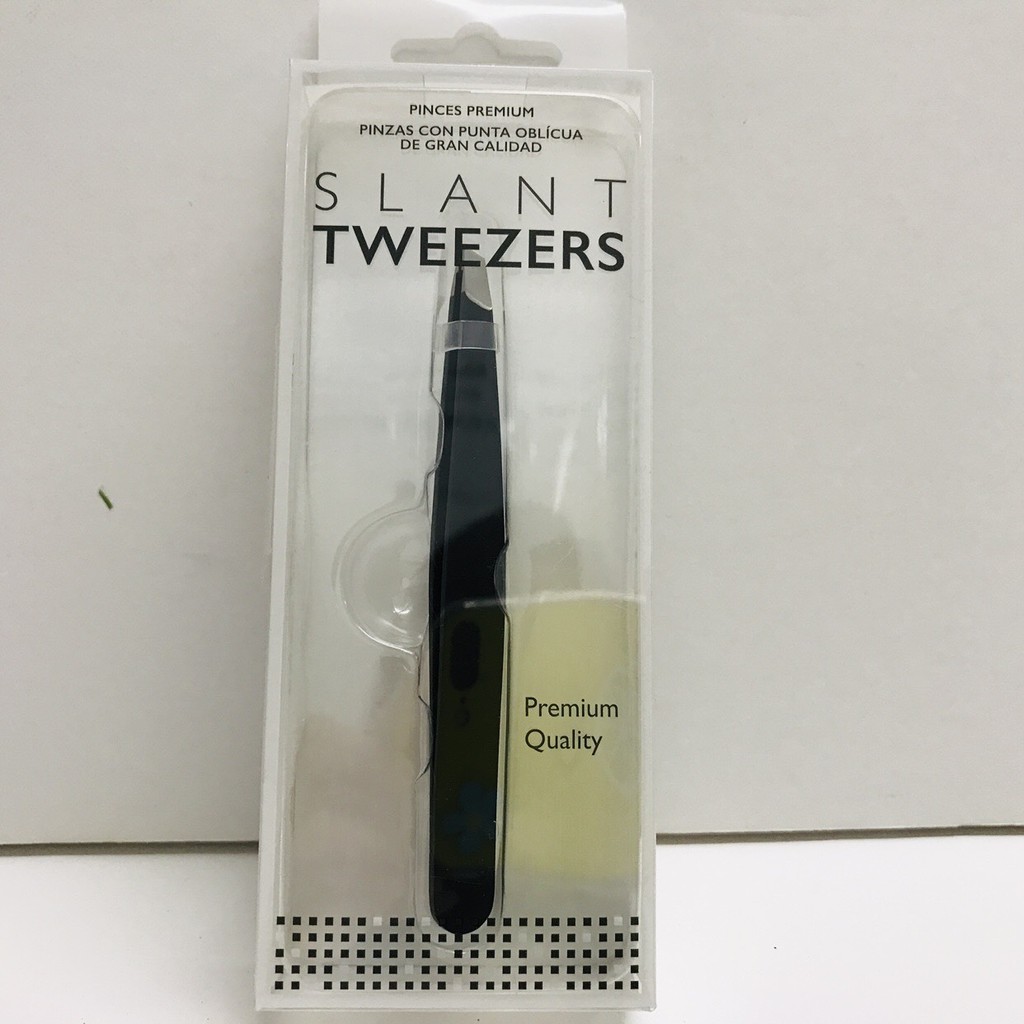 PINCES PREMIUM
PINZAS CON PUNTA OBLÍCUA
DE GRAN CALIDAD
SLANT
TWEEZERS
Premium
Quality